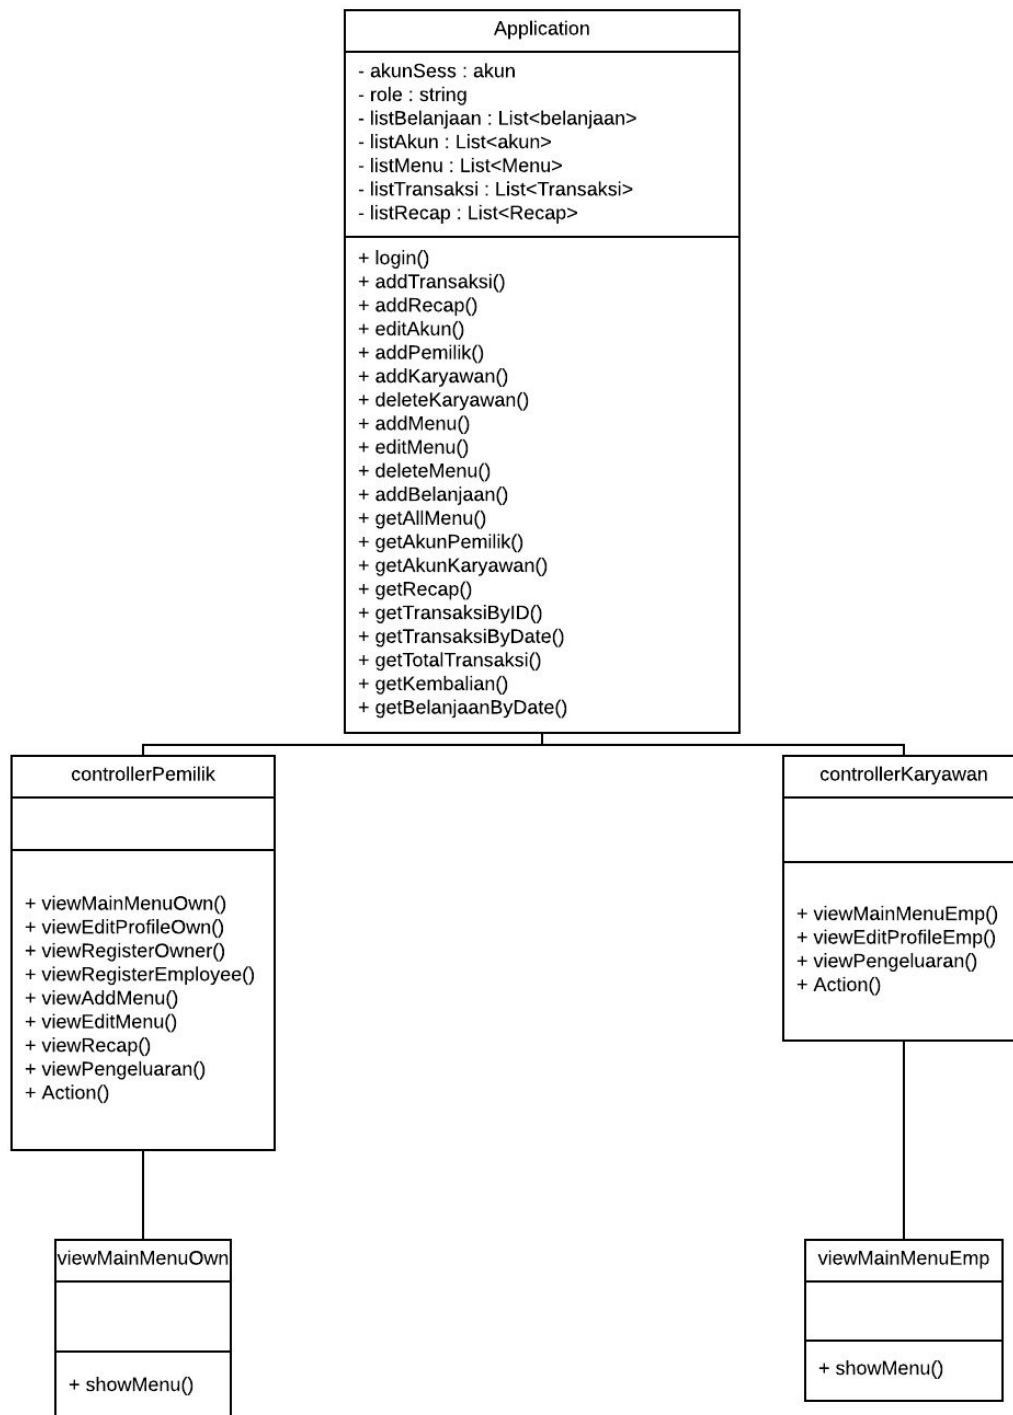 Application
- akunSess : akun
- role : string
- listBelanjaan : List<belanjaan>
- listAkun : List<akun>
- listMenu : List<Menu>
- listTransaksi : List<Transaksi>
- listRecap : List<Recap>
+ login()
+ addTransaksi()
+ addRecap()
+ editAkun()
+ addPemilik()
+ addKaryawan()
+ deleteKaryawan()
+ addMenu()
+ editMenu()
+ deleteMenu()
+ addBelanjaan()
+ getAllMenu()
+ getAkunPemilik()
+ getAkunKaryawan()
+ getRecap()
+ getTransaksiByID()
+ getTransaksiByDate()
+ getTotalTransaksi()
+ getKembalian()
+ getBelanjaanByDate()
controllerPemilik
+ viewMainMenuOwn()
+ viewEditProfileOwn()
+ viewRegisterOwner()
+ viewRegisterEmployee()
+ viewAddMenu()
+ viewEditMenu()
+ viewRecap()
+ viewPengeluaran()
+ Action()
controllerKaryawan
+ viewMainMenuEmp()
+ viewEditProfileEmp()
+ viewPengeluaran()
+ Action()
viewMainMenuOwn
+ showMenu()
viewMainMenuEmp
+ showMenu()